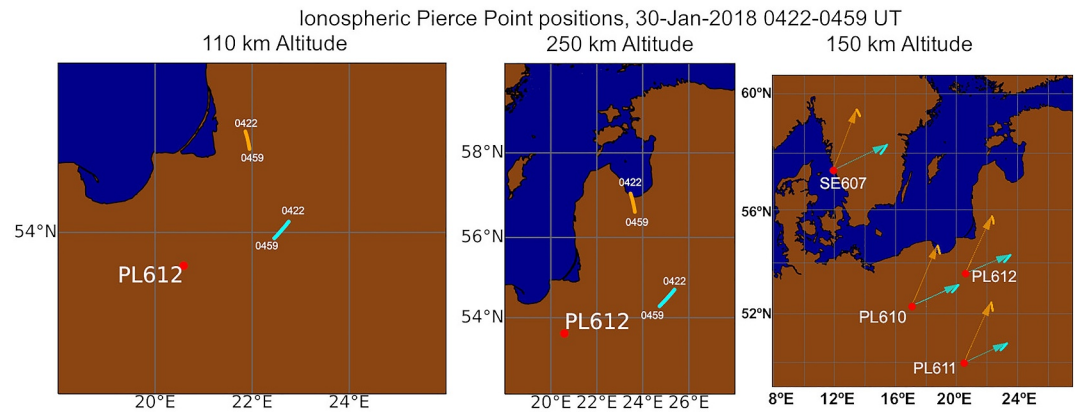 Ionospheric Pierce Point positions, 30-Jan-2018 0422-0459 UT
110 km Altitude
250 km Altitude
150 km Altitude
0422
0459
0422
0459
54°N
PL612
20°E
22°E
24°E
58°N
56°N
54°N
0422
0459
0422
0459
PL612
20°E
22°E
24°E
26°E
60°N
56°N
52°N
SE607
PL612
PL610
PL611
8°E
12°E
16°E
20°E
24°E